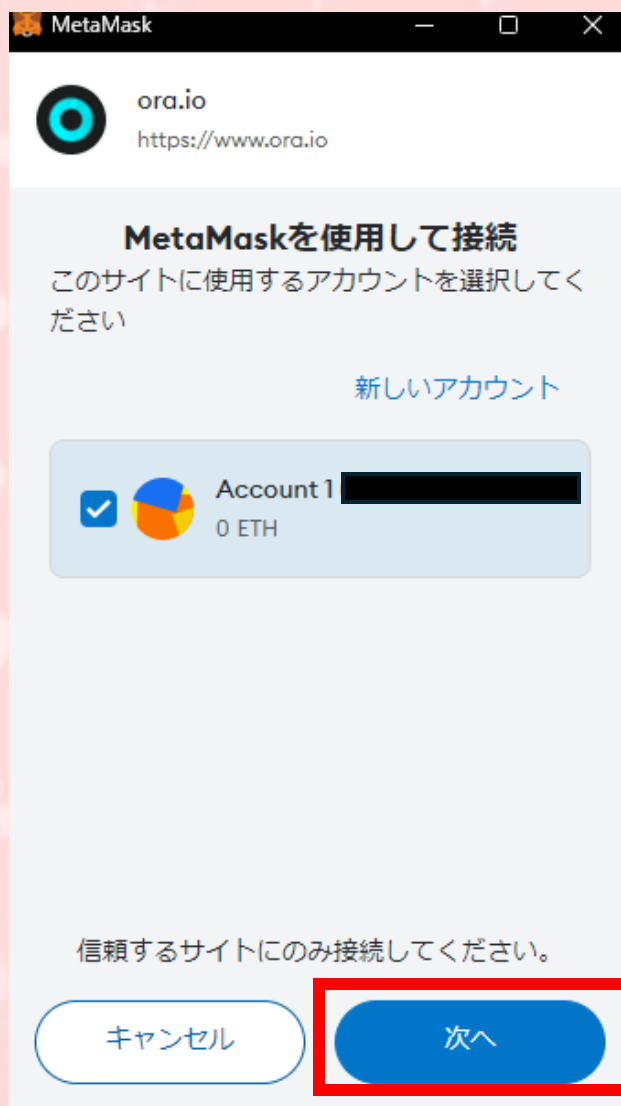 MetaMask
ora.io
https://www.ora.io
MetaMaskを使用して接続
このサイトに使用するアカウントを選択してく
ださい
新しいアカウント
Account 1
0 ETH
信頼するサイトにのみ接続してください。
キャンセル
次へ